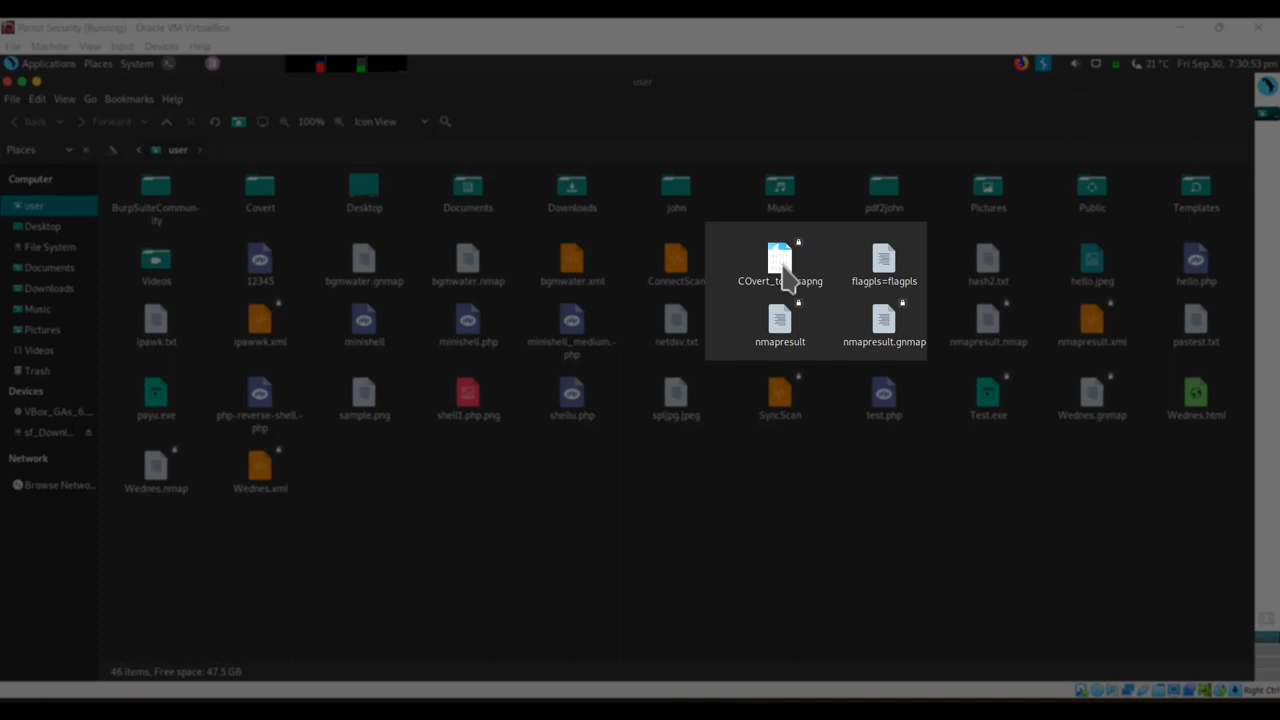 Parrot Security [Running] - Oracle VM VirtualBox
File Machine View Input Devices Help
Applications Places System 21 °C Fri Sep 30, 7:30:53 pm
user
File Edit View Go Bookmarks Help
Back Forward 100% Icon View
Places user
Computer
user
Desktop
File System
Documents
Downloads
Music
Pictures
Videos
Trash
Devices
VBox_GAs_6....
sf_Downl...
Network
Browse Netwo...
BurpSuiteCommun-
ity
Covert Desktop Documents Downloads john Music pdf2john Pictures Public Templates
Videos 12345 bgmwater.gnmap bgmwater.nmap bgmwater.xml ConnectScan flagpls=flagpls hash2.txt hello.jpeg hello.php
ipawk.txt ipawwk.xml minishell minishell.php minishell_medium.-
php
netdsv.txt nmapresult nmapresult.gnmap nmapresult.nmap nmapresult.xml pastest.txt
payu.exe php-reverse-shell.-
php
sample.png shell1.php.png shellu.php spljpg.jpeg SyncScan test.php Test.exe Wednes.gnmap Wednes.html
Wednes.nmap Wednes.xml
46 items, Free space: 47.5 GB
Right Ctrl